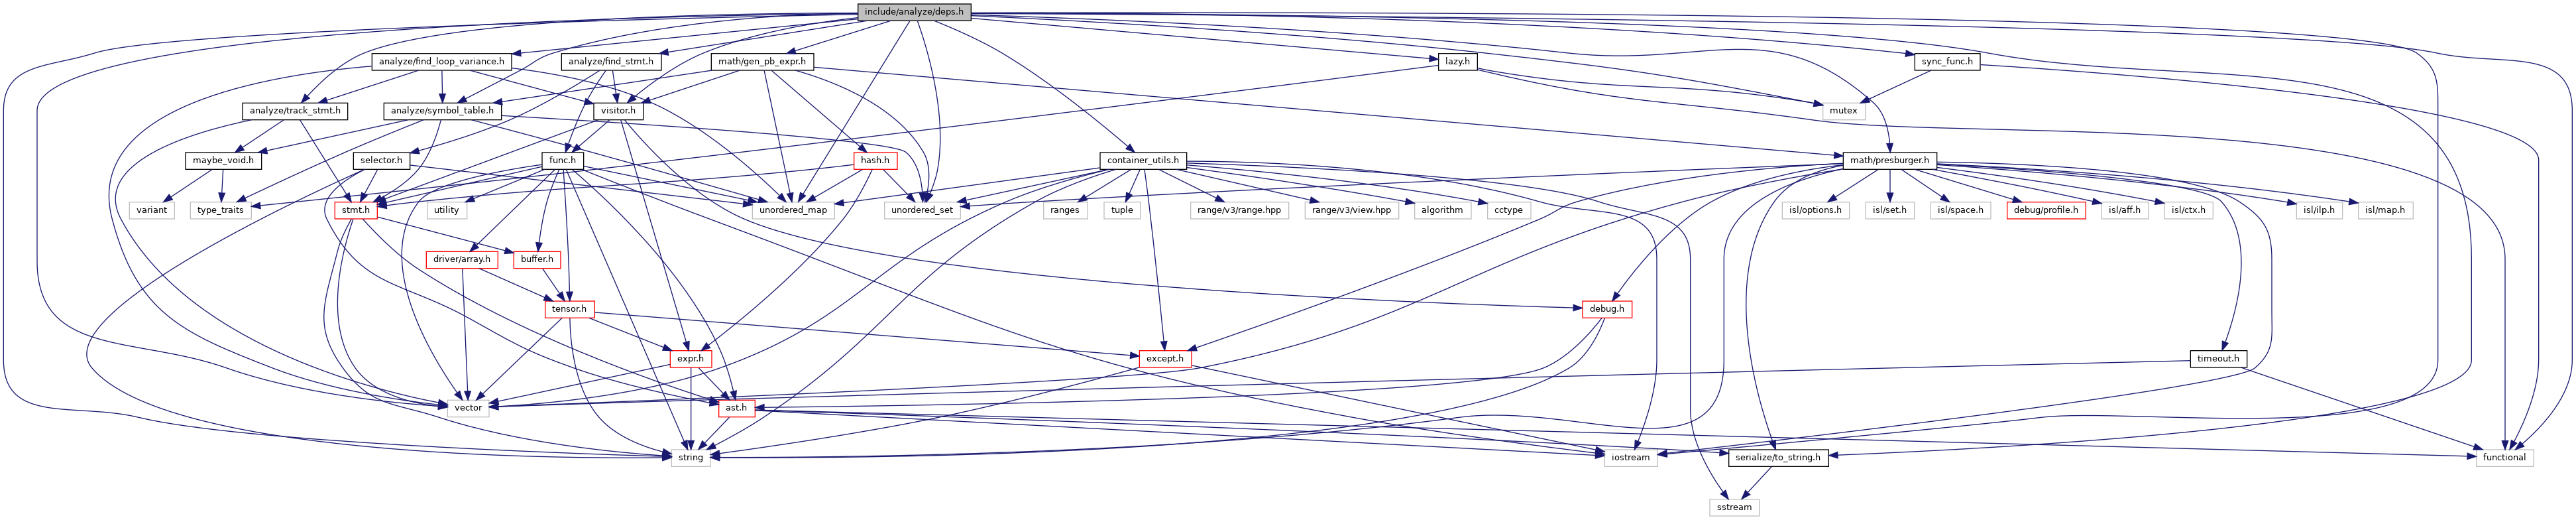 include/analyze/deps.h
analyze/find_loop_variance.h
analyze/find_stmt.h
math/gen_pb_expr.h
lazy.h
sync_func.h
analyze/track_stmt.h
analyze/symbol_table.h
visitor.h
mutex
maybe_void.h
selector.h
func.h
hash.h
container_utils.h
math/presburger.h
variant
type_traits
stmt.h
utility
unordered_map
unordered_set
ranges
tuple
range/v3/range.hpp
range/v3/view.hpp
algorithm
cctype
isl/options.h
isl/set.h
isl/space.h
debug/profile.h
isl/aff.h
isl/ctx.h
isl/ilp.h
isl/map.h
driver/array.h
buffer.h
tensor.h
debug.h
expr.h
except.h
timeout.h
vector
ast.h
string
iostream
serialize/to_string.h
functional
sstream